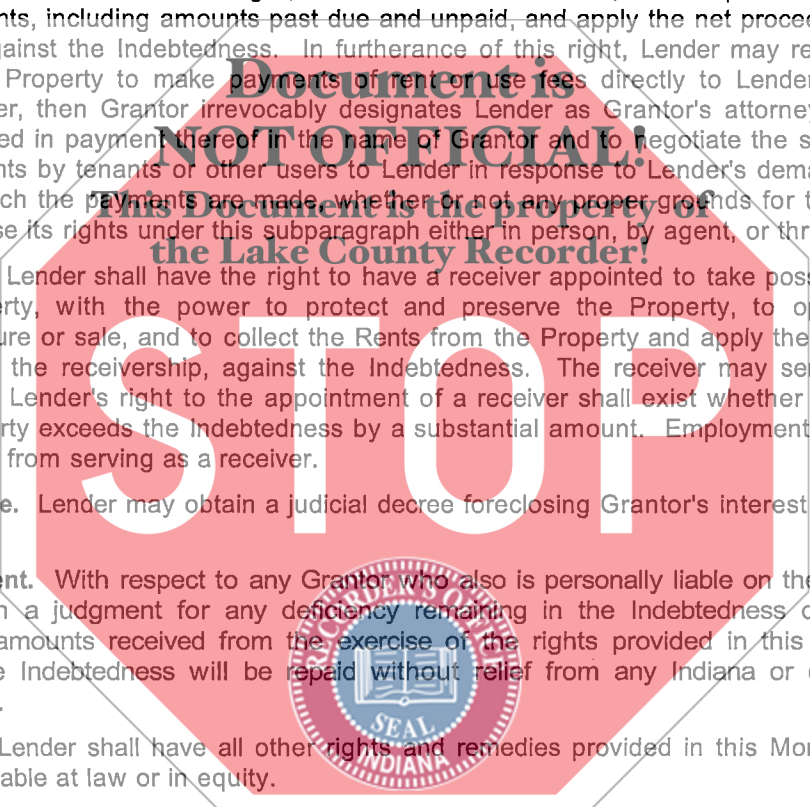 nts, including amounts past due and unpaid, and apply the net proceed
gainst the Indebtedness. In furtherance of this right, Lender may re
Property to make payments of rent or use fees directly to Lender
Document is
er, then Grantor irrevocably designates Lender as Grantor's attorney
ed in payment thereof in the name of Grantor and to negotiate the s
NOT OFFICIAL!
nts by tenants or other users to Lender in response to Lender's dema
ch the payments are made, whether or not any proper grounds for t
This Document is the property of
se its rights under this subparagraph either in person, by agent, or thr
the Lake County Recorder!
Lender shall have the right to have a receiver appointed to take poss
rty, with the power to protect and preserve the Property, to o
ure or sale, and to collect the Rents from the Property and apply the
the receivership, against the Indebtedness. The receiver may se
Lender's right to the appointment of a receiver shall exist whether
rty exceeds the Indebtedness by a substantial amount. Employment
from serving as a receiver.
STOP
e. Lender may obtain a judicial decree foreclosing Grantor's interest
nt. With respect to any Grantor who also is personally liable on the
n a judgment for any deficiency remaining in the Indebtedness
amounts received from the exercise of the rights provided in this
e Indebtedness will be repaid without relief from any Indiana or
RECORDER'S OFFICE
SEAL
INDIANA
Lender shall have all other rights and remedies provided in this Mor
able at law or in equity.